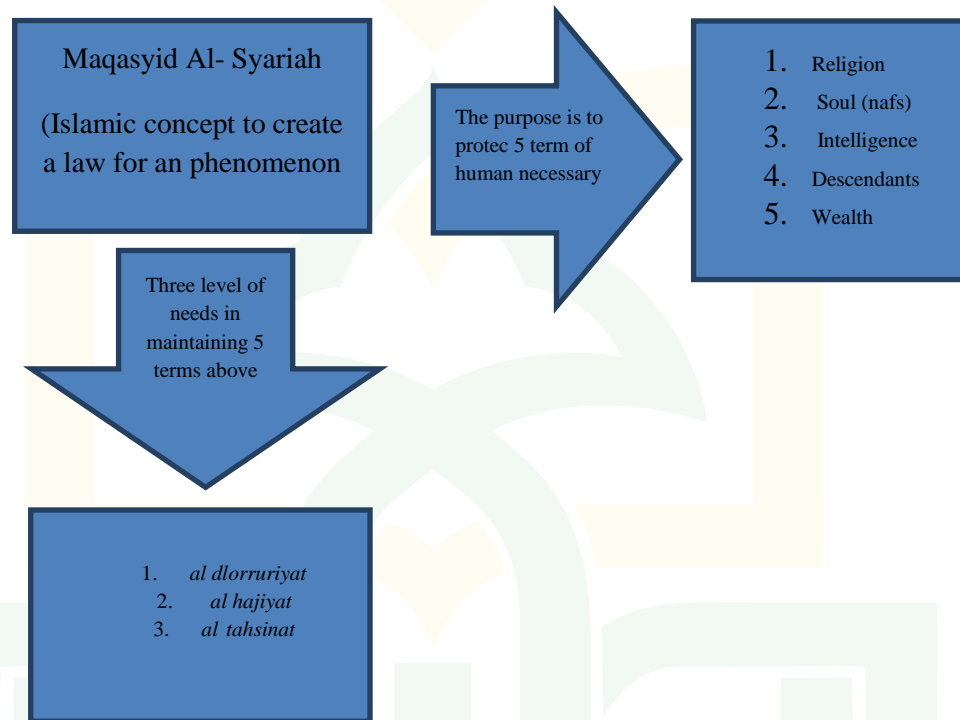 Maqasyid Al- Syariah
(Islamic concept to create
a law for an phenomenon
The purpose is to
protec 5 term of
human necessary
1. Religion
2. Soul (nafs)
3. Intelligence
4. Descendants
5. Wealth
Three level of
needs in
maintaining 5
terms above
1. al dlorruriyat
2. al hajiyat
3. al tahsinat